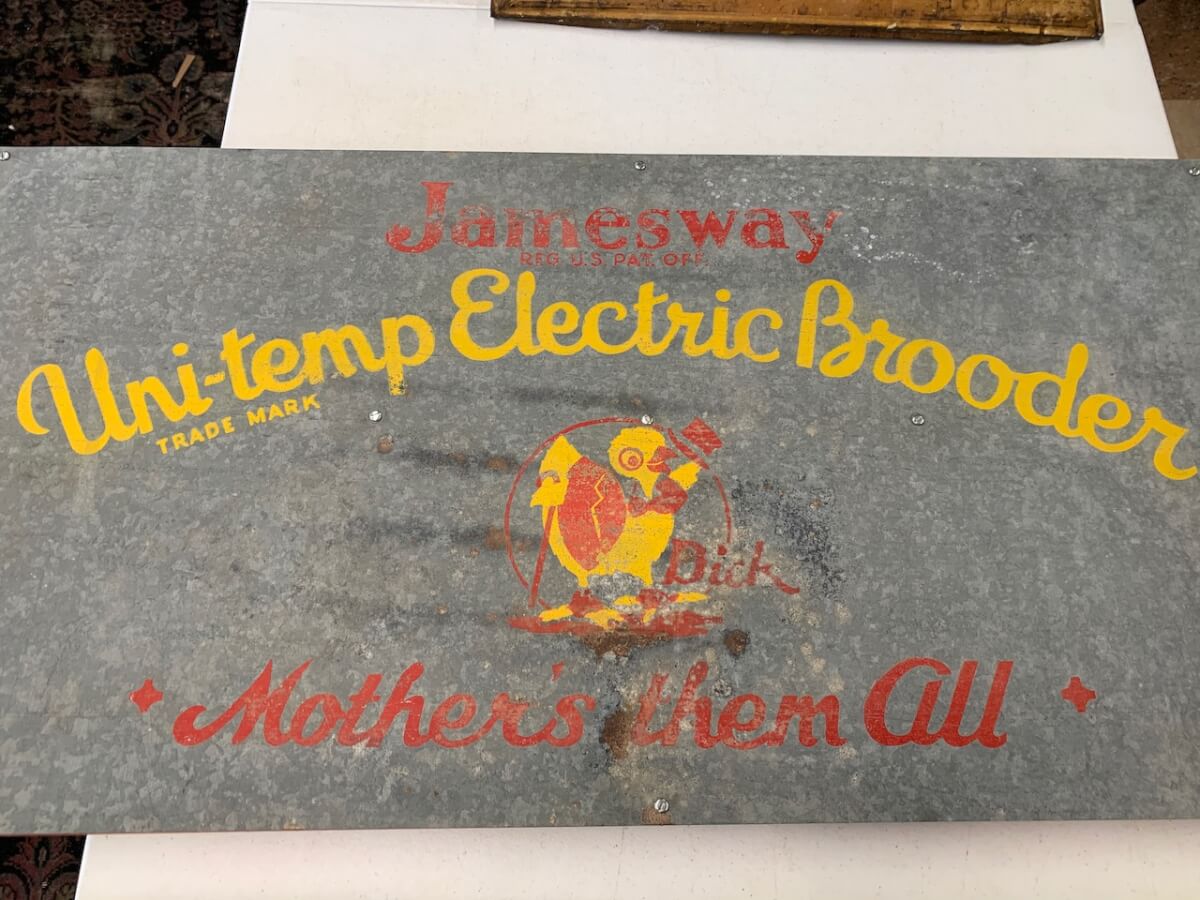 Jamesway
REG. U.S. PAT. OFF.
Uni-temp Electric Brooder
TRADE MARK
Dick
Mother's them All